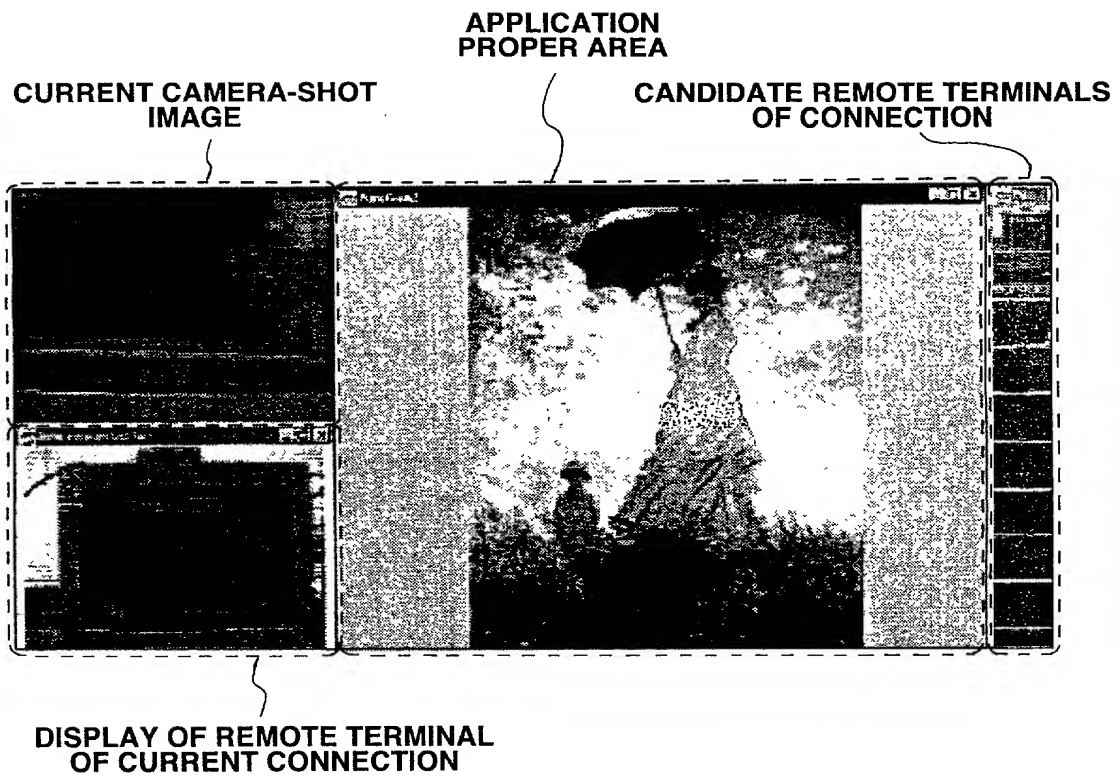 APPLICATION
PROPER AREA
CURRENT CAMERA-SHOT
IMAGE
CANDIDATE REMOTE TERMINALS
OF CONNECTION
DISPLAY OF REMOTE TERMINAL
OF CURRENT CONNECTION